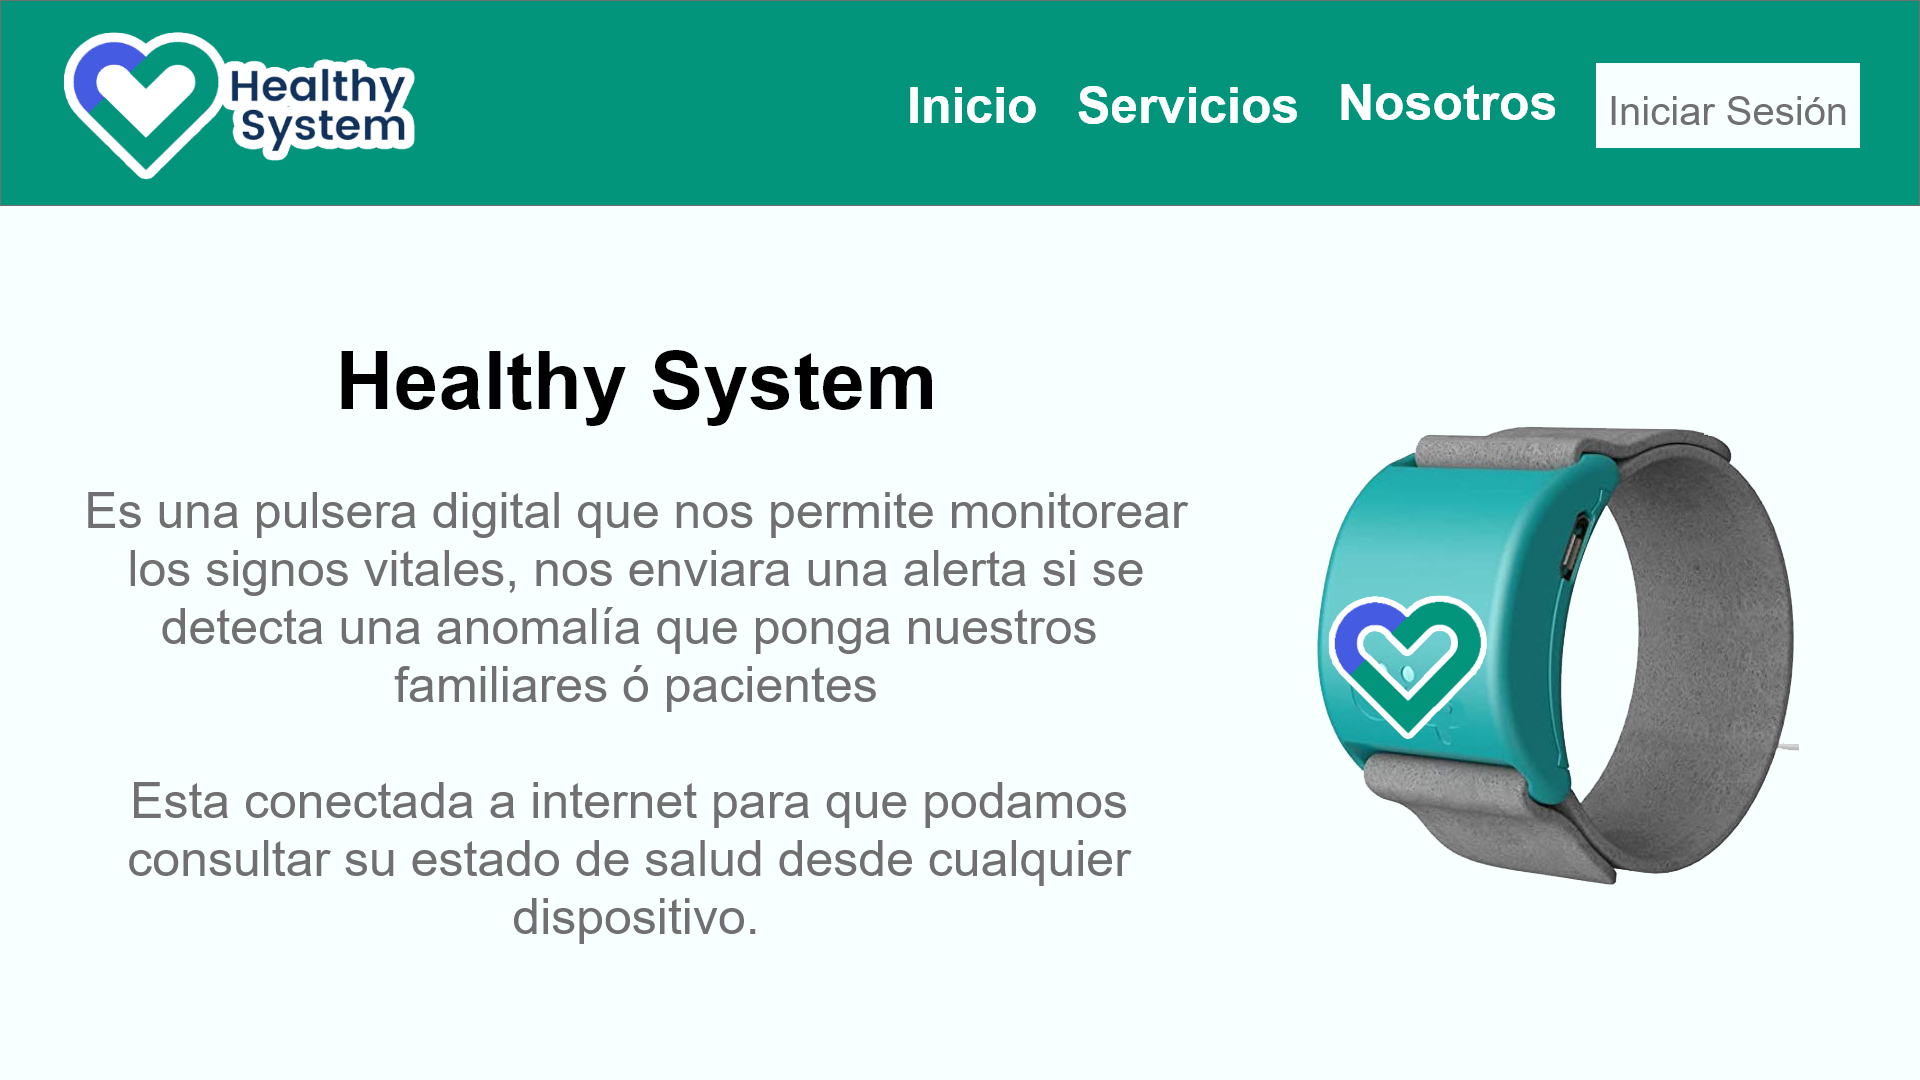 Healthy
System
Inicio Servicios Nosotros Iniciar Sesión
Healthy System
Es una pulsera digital que nos permite monitorear
los signos vitales, nos enviara una alerta si se
detecta una anomalía que ponga nuestros
familiares ó pacientes
Esta conectada a internet para que podamos
consultar su estado de salud desde cualquier
dispositivo.